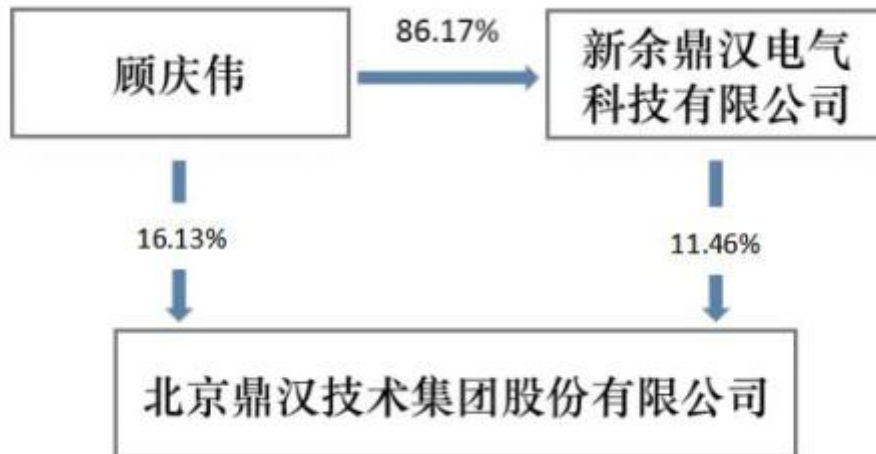 86.17%
顾庆伟
新余鼎汉电气
科技有限公司
16.13%
11.46%
北京鼎汉技术集团股份有限公司